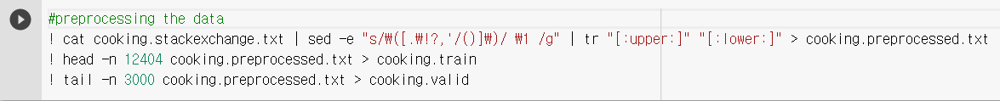 #preprocessing the data
! cat cooking.stackexchange.txt | sed -e "s/₩([.₩!?,'/()]₩)/ ₩1 /g" | tr "[:upper:]" "[:lower:]" > cooking.preprocessed.txt
! head -n 12404 cooking.preprocessed.txt > cooking.train
! tail -n 3000 cooking.preprocessed.txt > cooking.valid